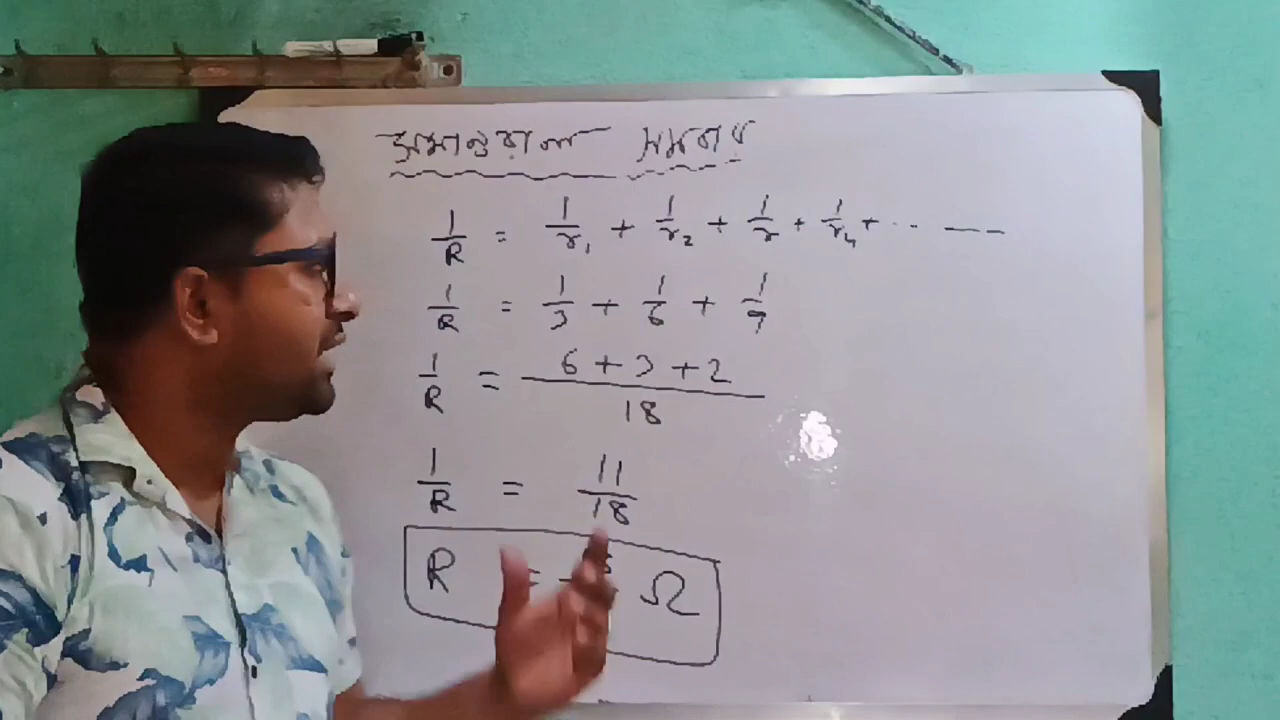 সমান্তরাল সমবায়
1/R = 1/r₁ + 1/r₂ + 1/r + 1/r₄ + ·· — —
1/R = 1/3 + 1/6 + 1/9
1/R = 6 + 3 + 2 / 18
1/R = 11/18
R = Ω